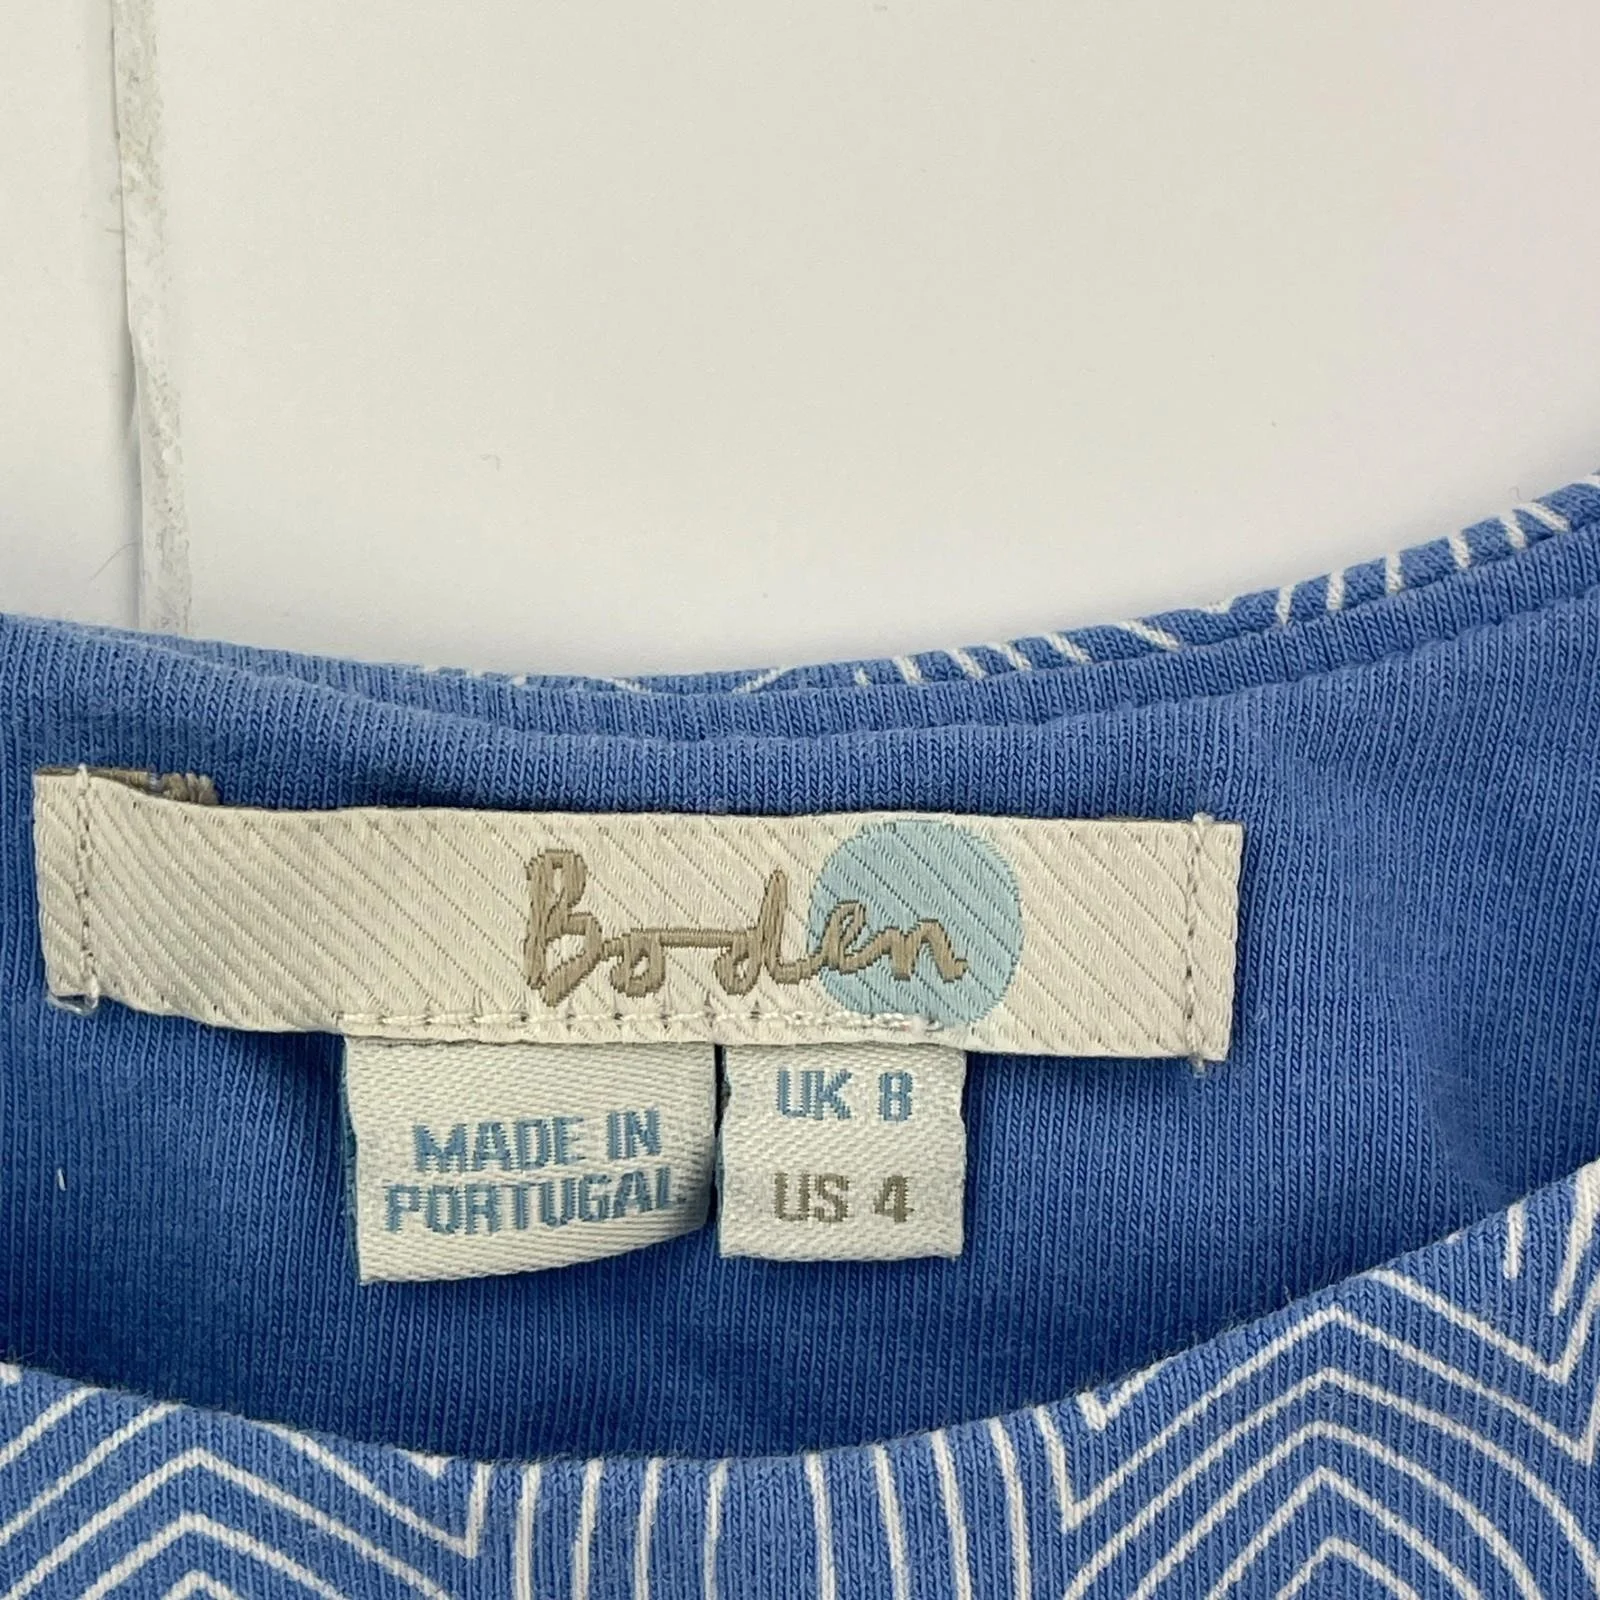 Boden
MADE IN
PORTUGAL
UK 8
US 4